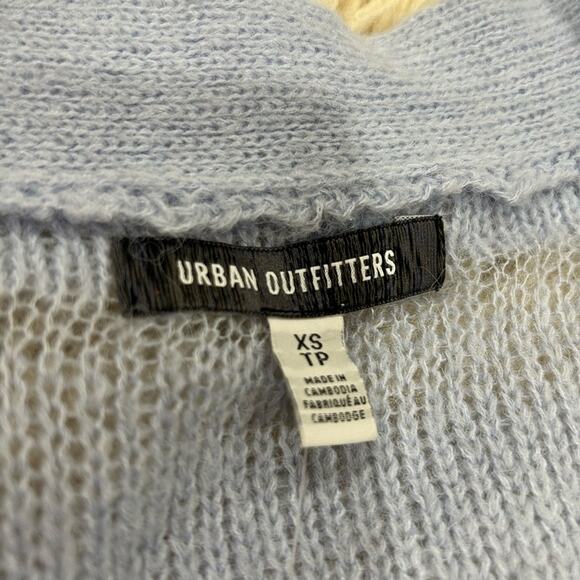 URBAN OUTFITTERS
XS
TP
MADE IN
CAMBODIA
FABRIQUÉ AU
CAMBODGE